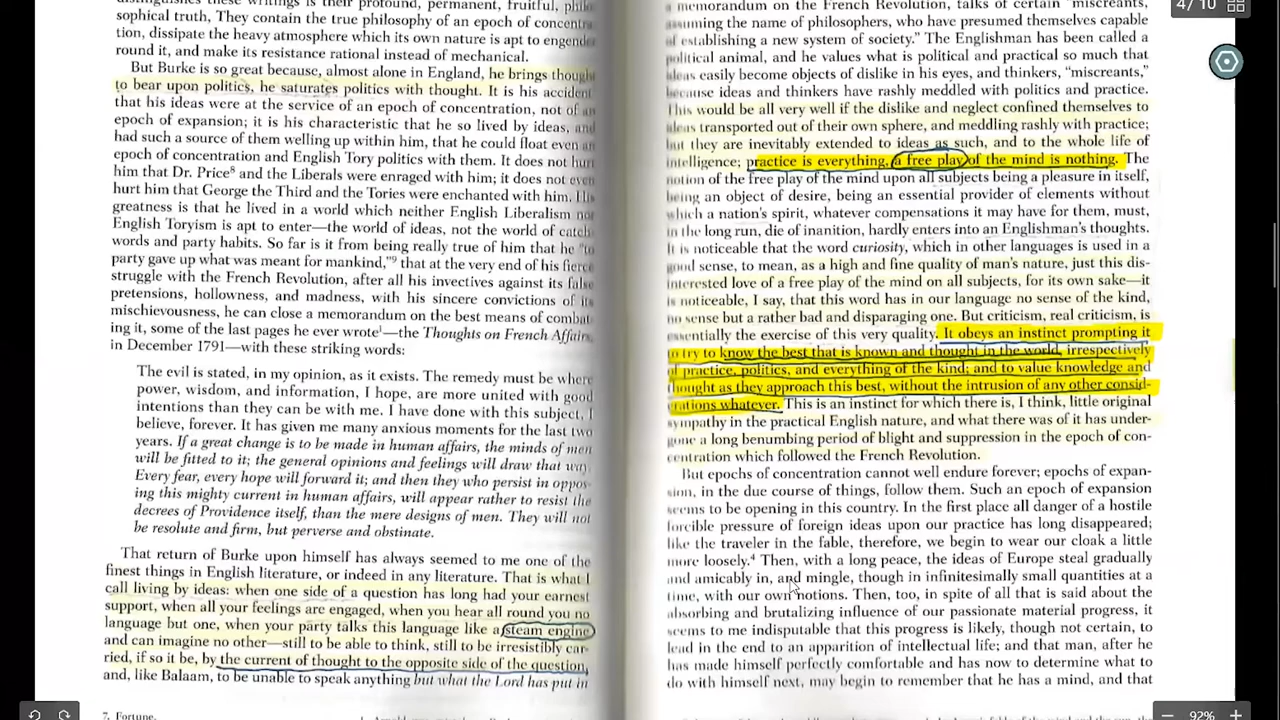 distinguishes these writings is their profound, permanent, fruitful, philo-
sophical truth, They contain the true philosophy of an epoch of concentra-
tion, dissipate the heavy atmosphere which its own nature is apt to engender
round it, and make its resistance rational instead of mechanical.
But Burke is so great because, almost alone in England, he brings thought
to bear upon politics, he saturates politics with thought. It is his accident
that his ideas were at the service of an epoch of concentration, not of an
epoch of expansion; it is his characteristic that he so lived by ideas, and
had such a source of them welling up within him, that he could float even an
epoch of concentration and English Tory politics with them. It does not hurt
him that Dr. Price⁸ and the Liberals were enraged with him; it does not even
hurt him that George the Third and the Tories were enchanted with him. His
greatness is that he lived in a world which neither English Liberalism nor
English Toryism is apt to enter—the world of ideas, not the world of catch-
words and party habits. So far is it from being really true of him that he "to
party gave up what was meant for mankind,"⁹ that at the very end of his fierce
struggle with the French Revolution, after all his invectives against its false
pretensions, hollowness, and madness, with his sincere convictions of its
mischievousness, he can close a memorandum on the best means of combat-
ing it, some of the last pages he ever wrote¹—the Thoughts on French Affairs,
in December 1791—with these striking words:
The evil is stated, in my opinion, as it exists. The remedy must be where
power, wisdom, and information, I hope, are more united with good
intentions than they can be with me. I have done with this subject, I
believe, forever. It has given me many anxious moments for the last two
years. If a great change is to be made in human affairs, the minds of men
will be fitted to it; the general opinions and feelings will draw that way.
Every fear, every hope will forward it; and then they who persist in oppos-
ing this mighty current in human affairs, will appear rather to resist the
decrees of Providence itself, than the mere designs of men. They will not
be resolute and firm, but perverse and obstinate.
That return of Burke upon himself has always seemed to me one of the
finest things in English literature, or indeed in any literature. That is what I
call living by ideas: when one side of a question has long had your earnest
support, when all your feelings are engaged, when you hear all round you no
language but one, when your party talks this language like a steam engine
and can imagine no other—still to be able to think, still to be irresistibly car-
ried, if so it be, by the current of thought to the opposite side of the question,
and, like Balaam, to be unable to speak anything but what the Lord has put in
7. Fortune.
a memorandum on the French Revolution, talks of certain "miscreants,
assuming the name of philosophers, who have presumed themselves capable
of establishing a new system of society." The Englishman has been called a
political animal, and he values what is political and practical so much that
ideas easily become objects of dislike in his eyes, and thinkers, "miscreants,"
because ideas and thinkers have rashly meddled with politics and practice.
This would be all very well if the dislike and neglect confined themselves to
ideas transported out of their own sphere, and meddling rashly with practice;
but they are inevitably extended to ideas as such, and to the whole life of
intelligence; practice is everything, a free play of the mind is nothing. The
notion of the free play of the mind upon all subjects being a pleasure in itself,
being an object of desire, being an essential provider of elements without
which a nation's spirit, whatever compensations it may have for them, must,
in the long run, die of inanition, hardly enters into an Englishman's thoughts.
It is noticeable that the word curiosity, which in other languages is used in a
good sense, to mean, as a high and fine quality of man's nature, just this dis-
interested love of a free play of the mind on all subjects, for its own sake—it
is noticeable, I say, that this word has in our language no sense of the kind,
no sense but a rather bad and disparaging one. But criticism, real criticism, is
essentially the exercise of this very quality. It obeys an instinct prompting it
to try to know the best that is known and thought in the world, irrespectively
of practice, politics, and everything of the kind; and to value knowledge and
thought as they approach this best, without the intrusion of any other consid-
erations whatever. This is an instinct for which there is, I think, little original
sympathy in the practical English nature, and what there was of it has under-
gone a long benumbing period of blight and suppression in the epoch of con-
centration which followed the French Revolution.
But epochs of concentration cannot well endure forever; epochs of expan-
sion, in the due course of things, follow them. Such an epoch of expansion
seems to be opening in this country. In the first place all danger of a hostile
forcible pressure of foreign ideas upon our practice has long disappeared;
like the traveler in the fable, therefore, we begin to wear our cloak a little
more loosely.⁴ Then, with a long peace, the ideas of Europe steal gradually
and amicably in, and mingle, though in infinitesimally small quantities at a
time, with our own notions. Then, too, in spite of all that is said about the
absorbing and brutalizing influence of our passionate material progress, it
seems to me indisputable that this progress is likely, though not certain, to
lead in the end to an apparition of intellectual life; and that man, after he
has made himself perfectly comfortable and has now to determine what to
do with himself next, may begin to remember that he has a mind, and that
4 / 10
92%